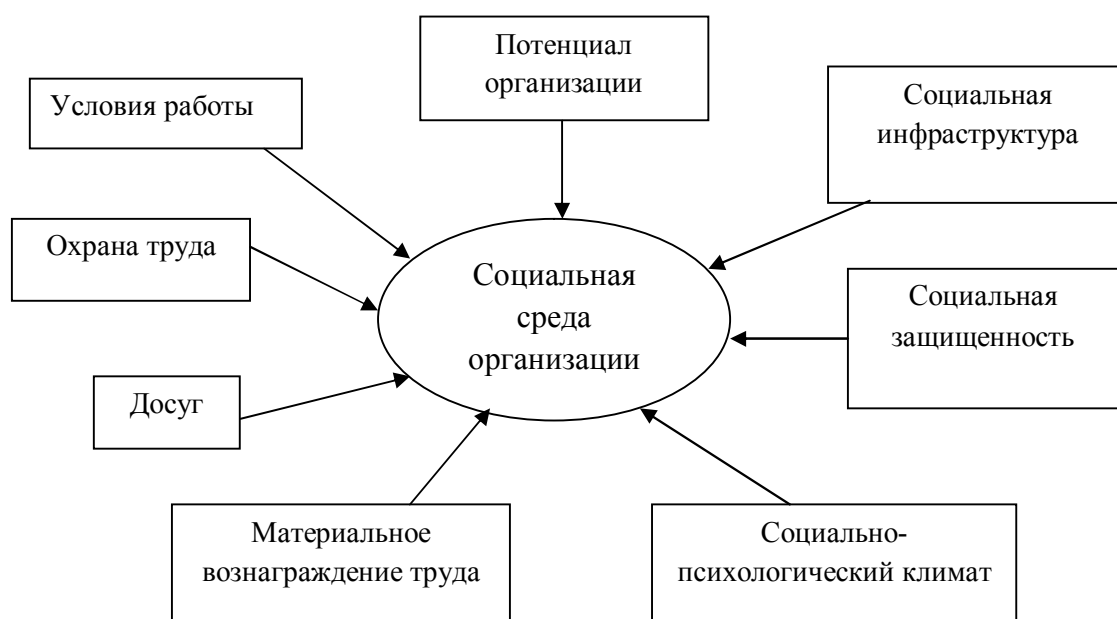 Потенциал
организации
Условия работы
Социальная
инфраструктура
Охрана труда
Социальная
среда
организации
Социальная
защищенность
Досуг
Материальное
вознаграждение труда
Социально-
психологический климат